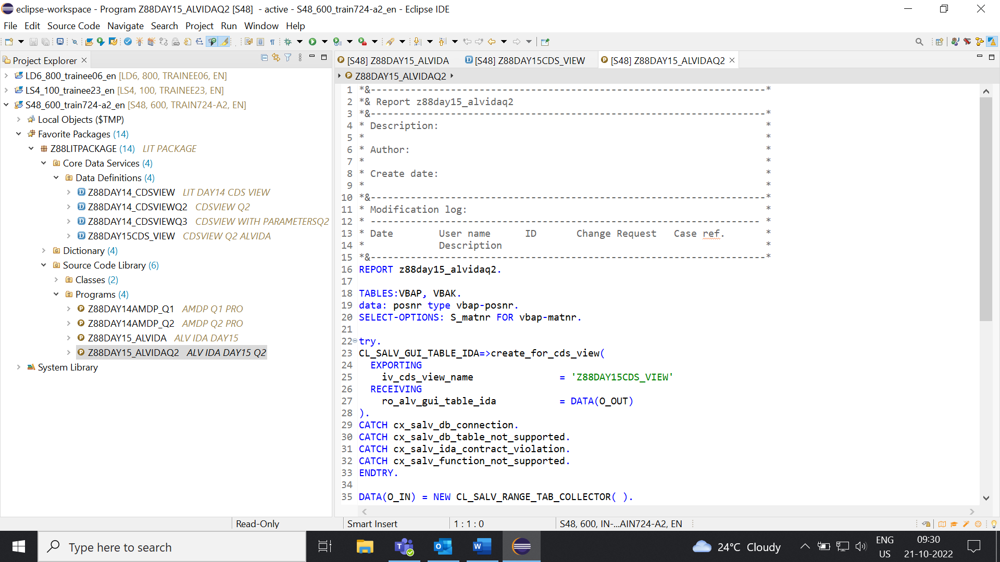 eclipse-workspace - Program Z88DAY15_ALVIDAQ2 [S48]  - active - S48_600_train724-a2_en - Eclipse IDE
File Edit Source Code Navigate Search Project Run Window Help
Project Explorer
LD6_800_trainee06_en [LD6, 800, TRAINEE06, EN]
LS4_100_trainee23_en [LS4, 100, TRAINEE23, EN]
S48_600_train724-a2_en [S48, 600, TRAIN724-A2, EN]
Local Objects ($TMP)
Favorite Packages (14)
Z88LITPACKAGE (14) LIT PACKAGE
Core Data Services (4)
Data Definitions (4)
Z88DAY14_CDSVIEW LIT DAY14 CDS VIEW
Z88DAY14_CDSVIEWQ2 CDSVIEW Q2
Z88DAY14_CDSVIEWQ3 CDSVIEW WITH PARAMETERSQ2
Z88DAY15CDS_VIEW CDSVIEW Q2 ALVIDA
Dictionary (4)
Source Code Library (6)
Classes (2)
Programs (4)
Z88DAY14AMDP_Q1 AMDP Q1 PRO
Z88DAY14AMDP_Q2 AMDP Q2 PRO
Z88DAY15_ALVIDA ALV IDA DAY15
Z88DAY15_ALVIDAQ2 ALV IDA DAY15 Q2
System Library
[S48] Z88DAY15_ALVIDA [S48] Z88DAY15CDS_VIEW [S48] Z88DAY15_ALVIDAQ2
Z88DAY15_ALVIDAQ2
1 *&---------------------------------------------------------------------*
2 *& Report z88day15_alvidaq2
3 *&---------------------------------------------------------------------*
4 * Description: *
5 * *
6 * Author: *
7 * *
8 * Create date: *
9 * *
10 *&---------------------------------------------------------------------*
11 * Modification log: *
12 * -------------------------------------------------------------------- *
13 * Date User name ID Change Request Case ref. *
14 * Description *
15 *&---------------------------------------------------------------------*
16 REPORT z88day15_alvidaq2.
17
18 TABLES:VBAP, VBAK.
19 data: posnr type vbap-posnr.
20 SELECT-OPTIONS: S_matnr FOR vbap-matnr.
21
22 try.
23 CL_SALV_GUI_TABLE_IDA=>create_for_cds_view(
24 EXPORTING
25 iv_cds_view_name = 'Z88DAY15CDS_VIEW'
26 RECEIVING
27 ro_alv_gui_table_ida = DATA(O_OUT)
28 ).
29 CATCH cx_salv_db_connection.
30 CATCH cx_salv_db_table_not_supported.
31 CATCH cx_salv_ida_contract_violation.
32 CATCH cx_salv_function_not_supported.
33 ENDTRY.
34
35 DATA(O_IN) = NEW CL_SALV_RANGE_TAB_COLLECTOR( ).
Read-Only Smart Insert 1 : 1 : 0 S48, 600, IN-...AIN724-A2, EN
Type here to search
24°C Cloudy
ENG
US
09:30
21-10-2022